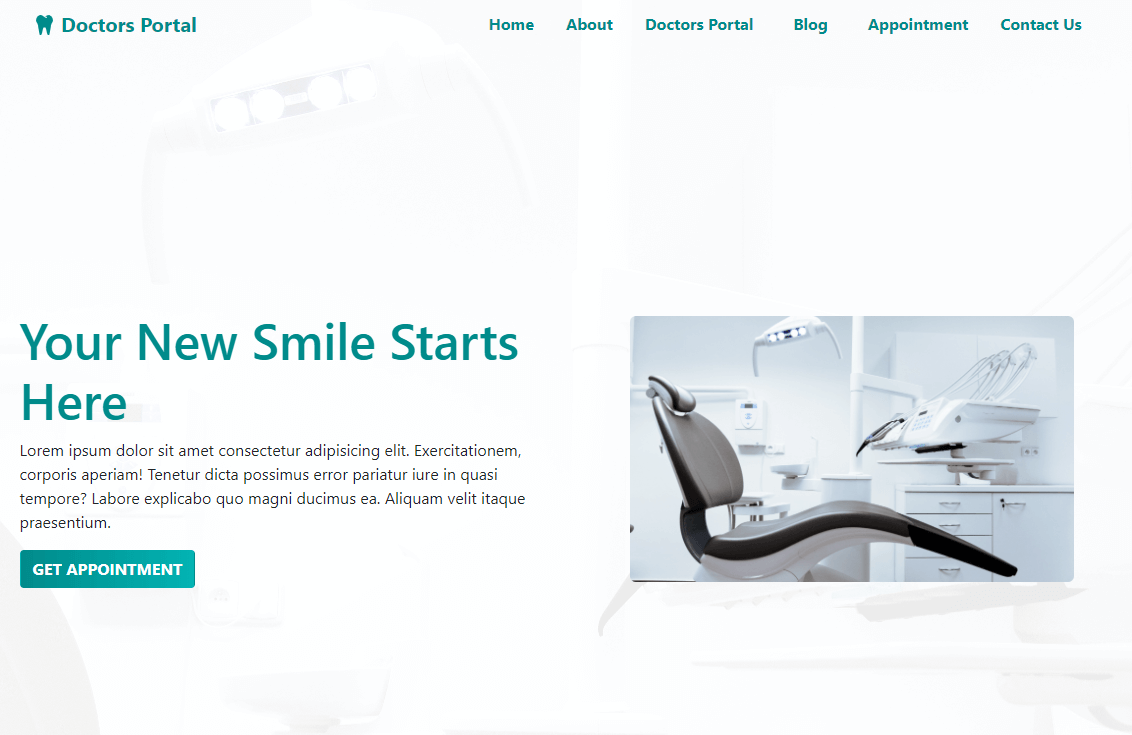 Doctors Portal
Home About Doctors Portal Blog Appointment Contact Us
Your New Smile Starts
Here
Lorem ipsum dolor sit amet consectetur adipisicing elit. Exercitationem,
corporis aperiam! Tenetur dicta possimus error pariatur iure in quasi
tempore? Labore explicabo quo magni ducimus ea. Aliquam velit itaque
praesentium.
GET APPOINTMENT